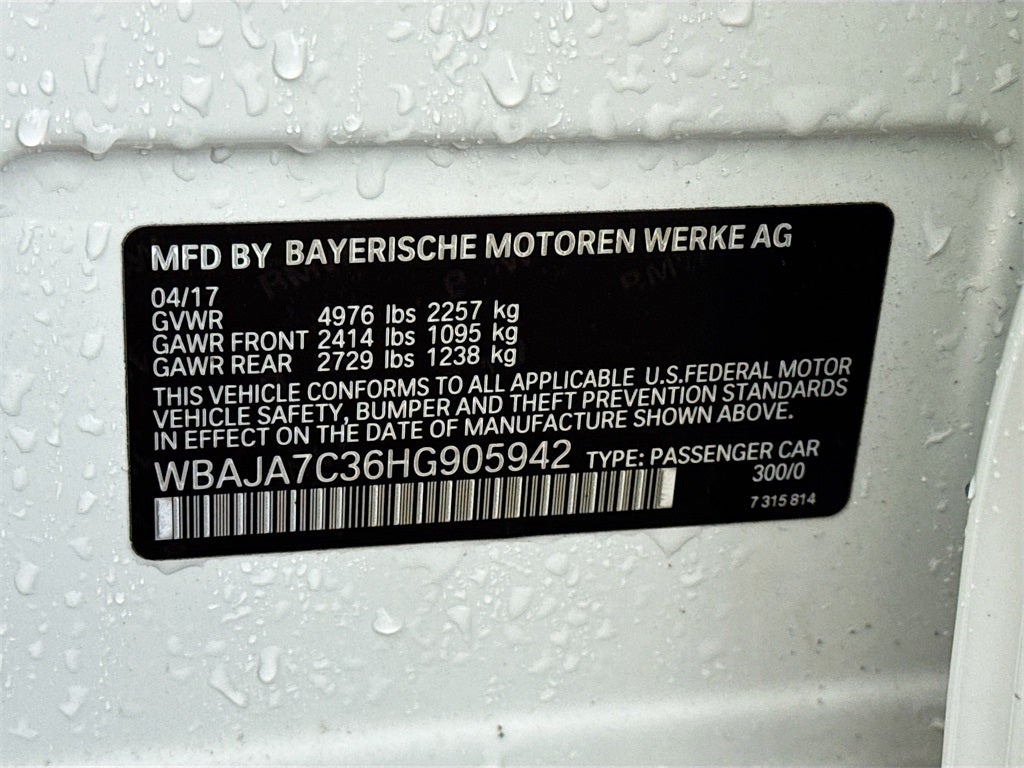 MFD BY BAYERISCHE MOTOREN WERKE AG
04/17
GVWR 4976 lbs 2257 kg
GAWR FRONT 2414 lbs 1095 kg
GAWR REAR 2729 lbs 1238 kg
THIS VEHICLE CONFORMS TO ALL APPLICABLE U.S.FEDERAL MOTOR
VEHICLE SAFETY, BUMPER AND THEFT PREVENTION STANDARDS
IN EFFECT ON THE DATE OF MANUFACTURE SHOWN ABOVE.
WBAJA7C36HG905942 TYPE: PASSENGER CAR
300/0
7 315 814